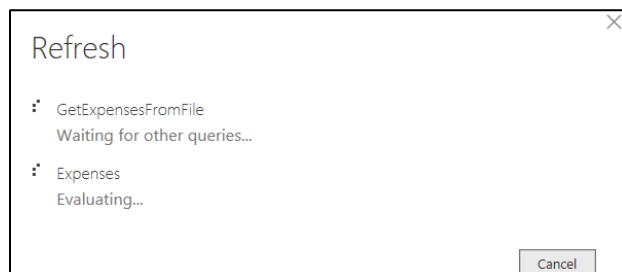 Refresh
GetExpensesFromFile
Waiting for other queries...
Expenses
Evaluating...
Cancel